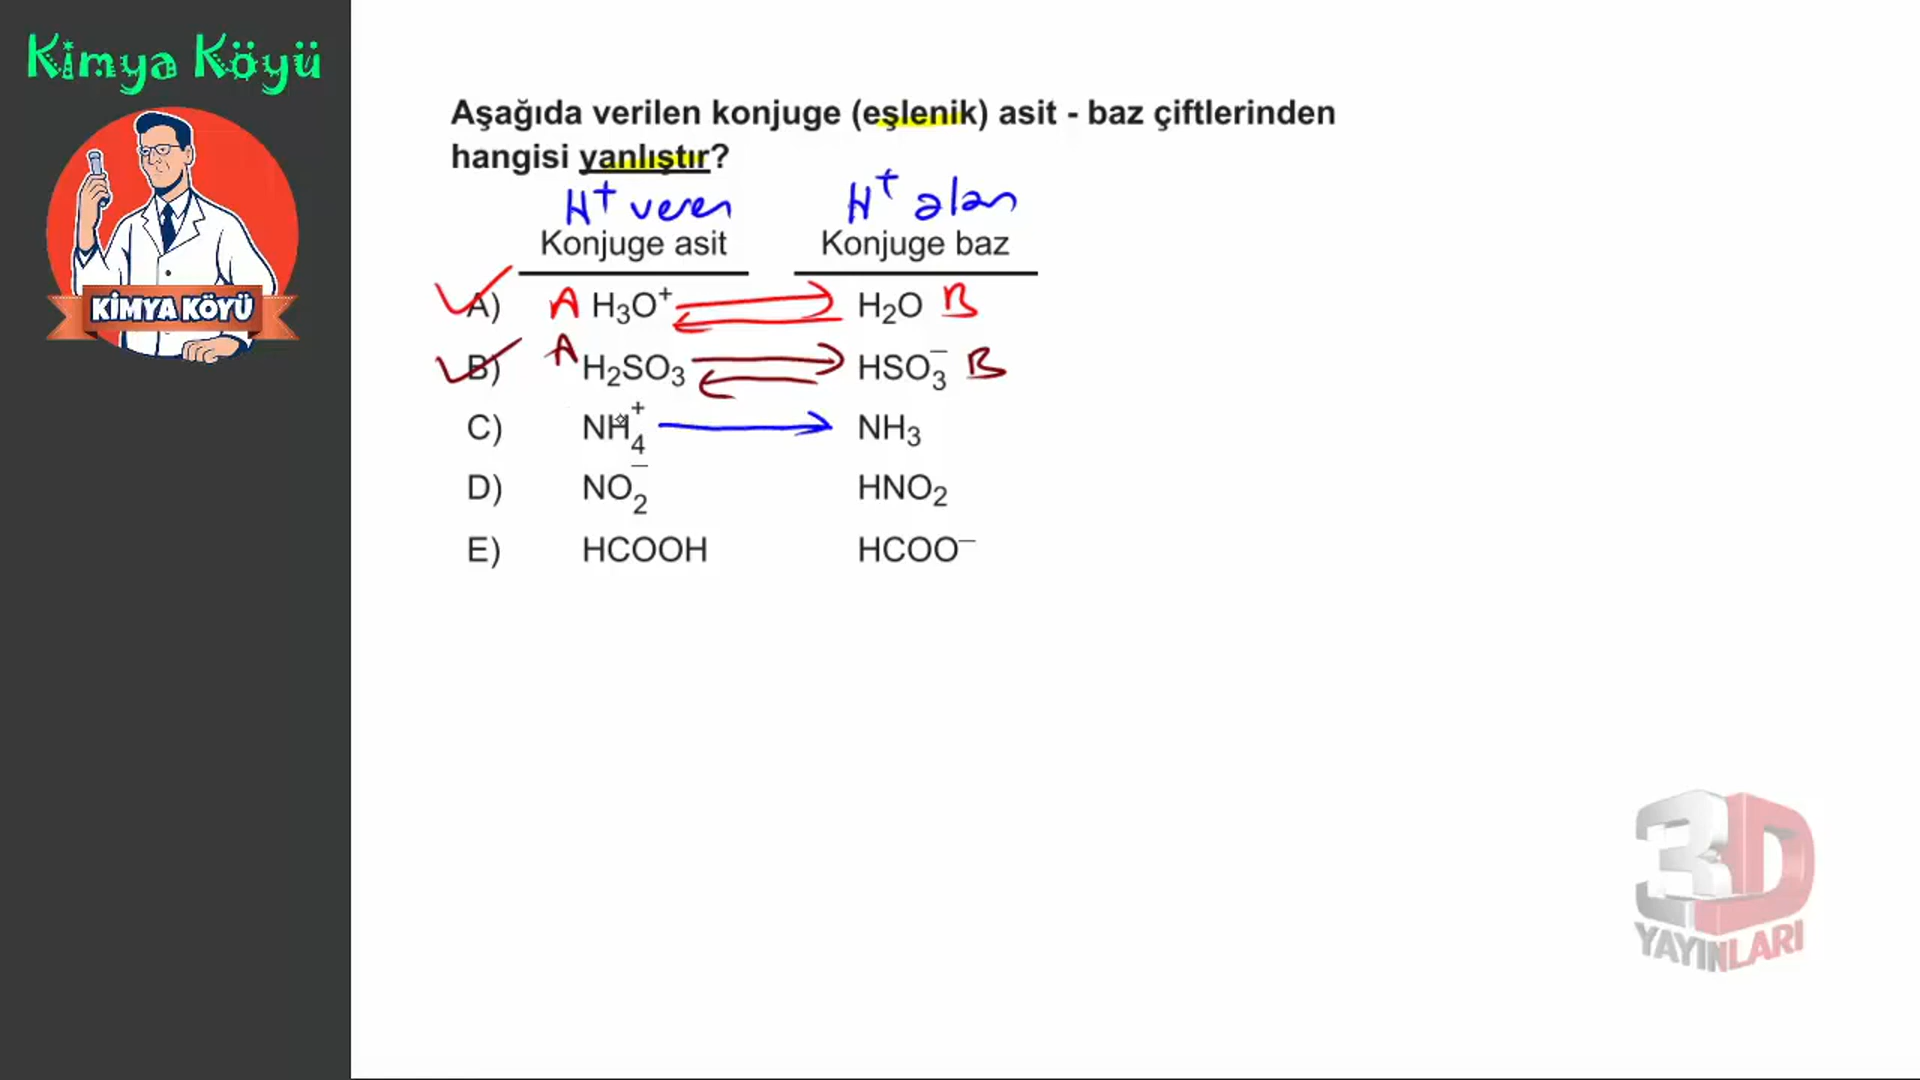 Kimya Köyü
KİMYA KÖYÜ
Aşağıda verilen konjuge (eşlenik) asit - baz çiftlerinden
hangisi yanlıştır?
H⁺ veren H⁺ alan
Konjuge asit Konjuge baz
A) A H₃O⁺ H₂O B
B) A H₂SO₃ HSO₃⁻ B
C) NH₄⁺ NH₃
D) NO₂⁻ HNO₂
E) HCOOH HCOO⁻
3D
YAYINLARI